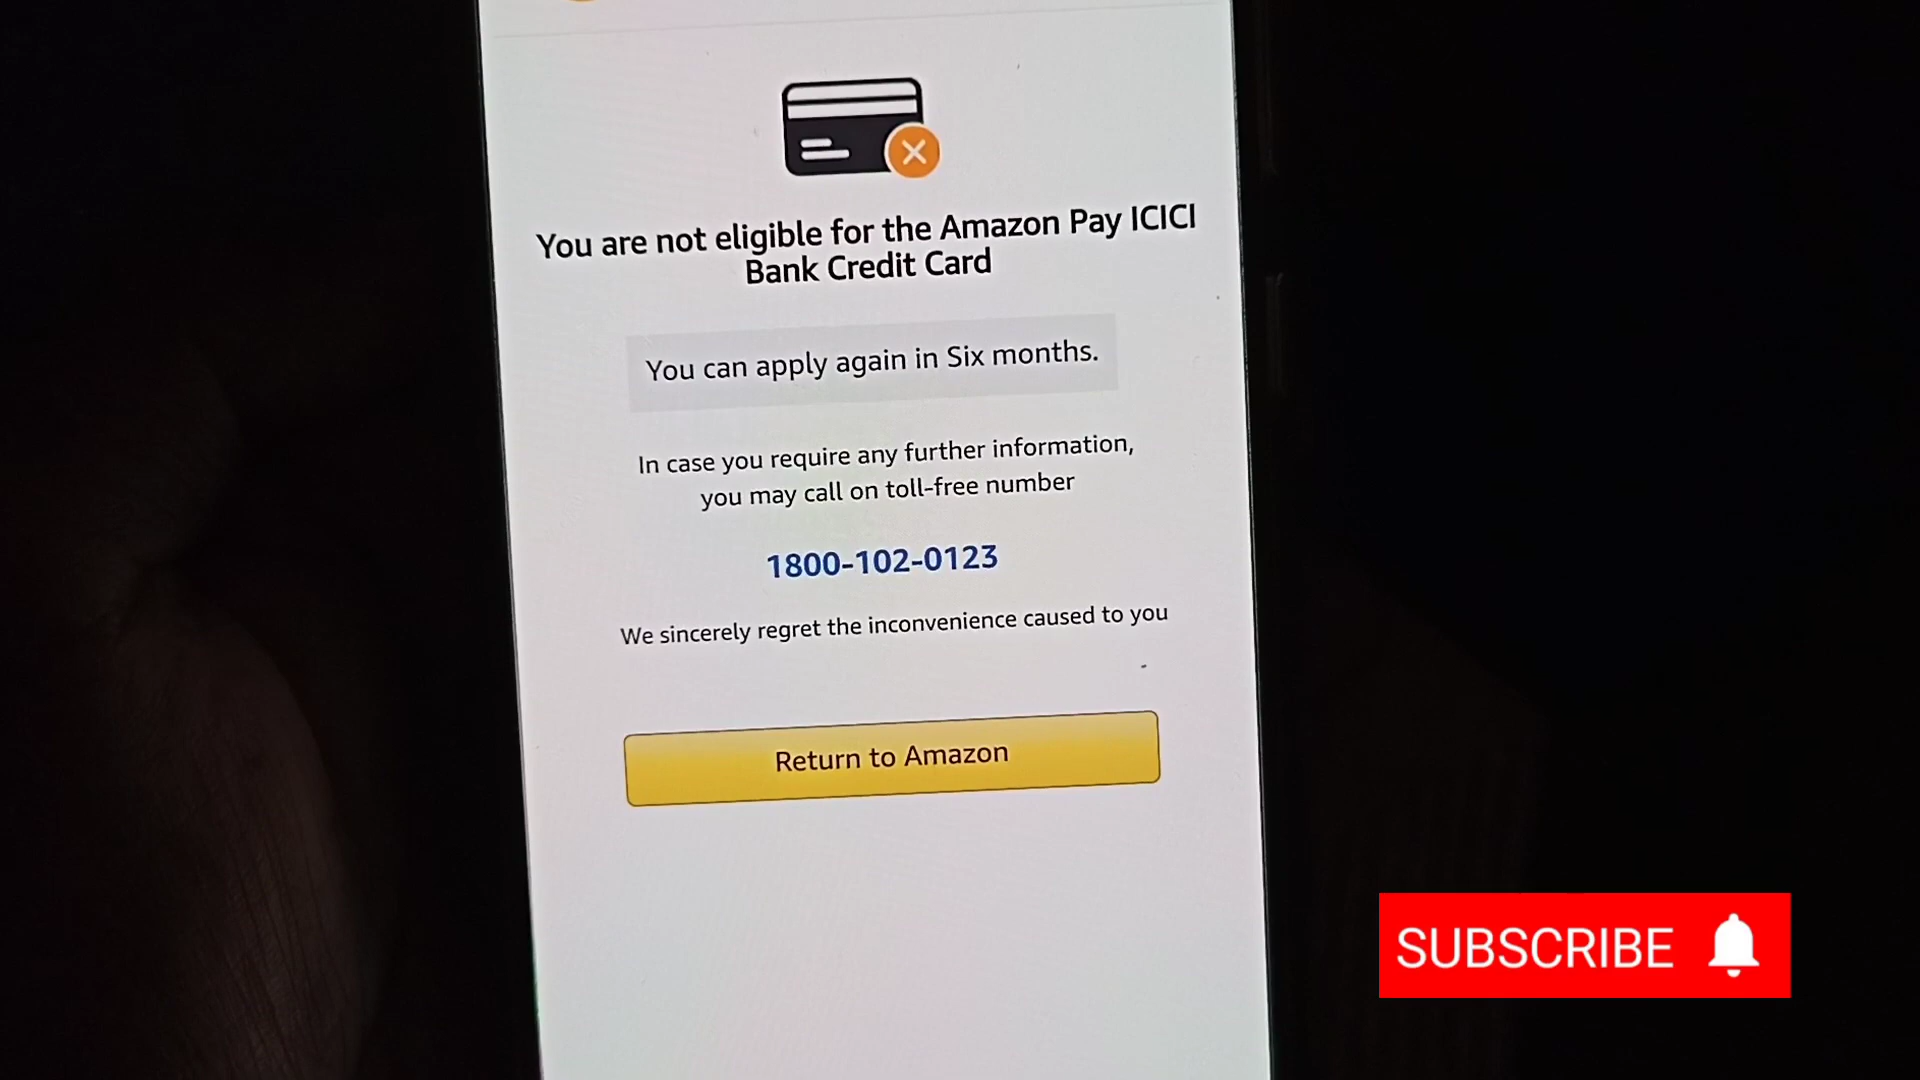 You are not eligible for the Amazon Pay ICICI
Bank Credit Card
You can apply again in Six months.
In case you require any further information,
you may call on toll-free number
1800-102-0123
We sincerely regret the inconvenience caused to you
Return to Amazon
SUBSCRIBE